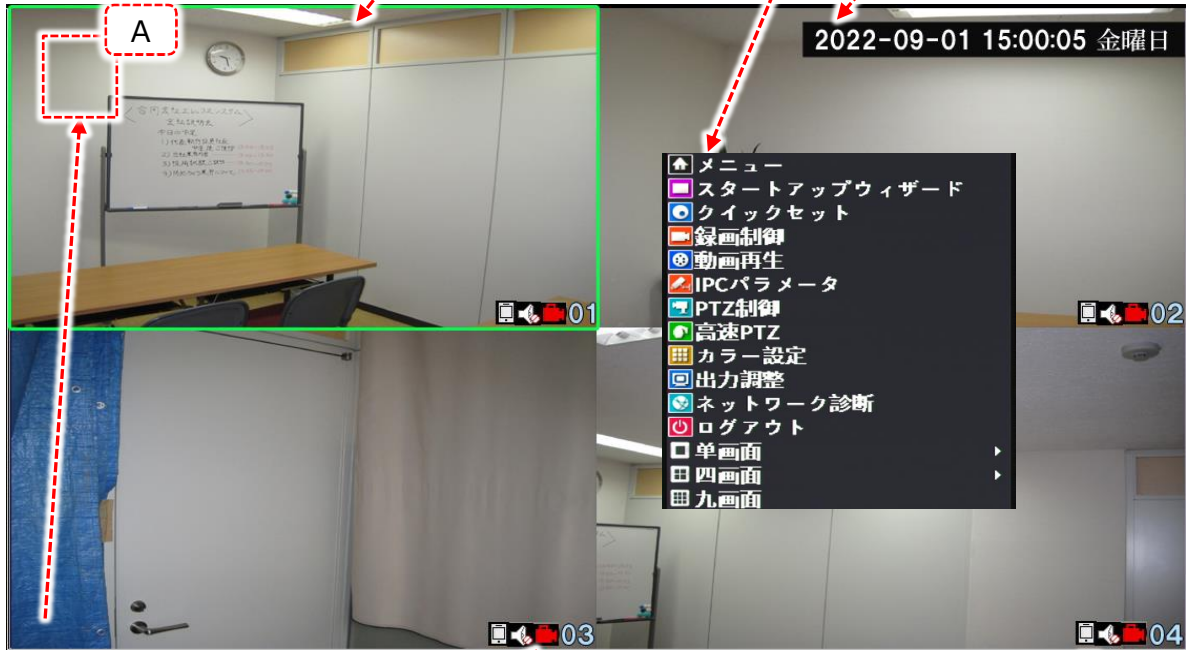 A
2022-09-01 15:00:05 金曜日
メニュー
スタートアップウィザード
クイックセット
録画制御
動画再生
IPCパラメータ
PTZ制御
高速PTZ
カラー設定
出力調整
ネットワーク診断
ログアウト
単画面
四画面
九画面
01
02
03
04